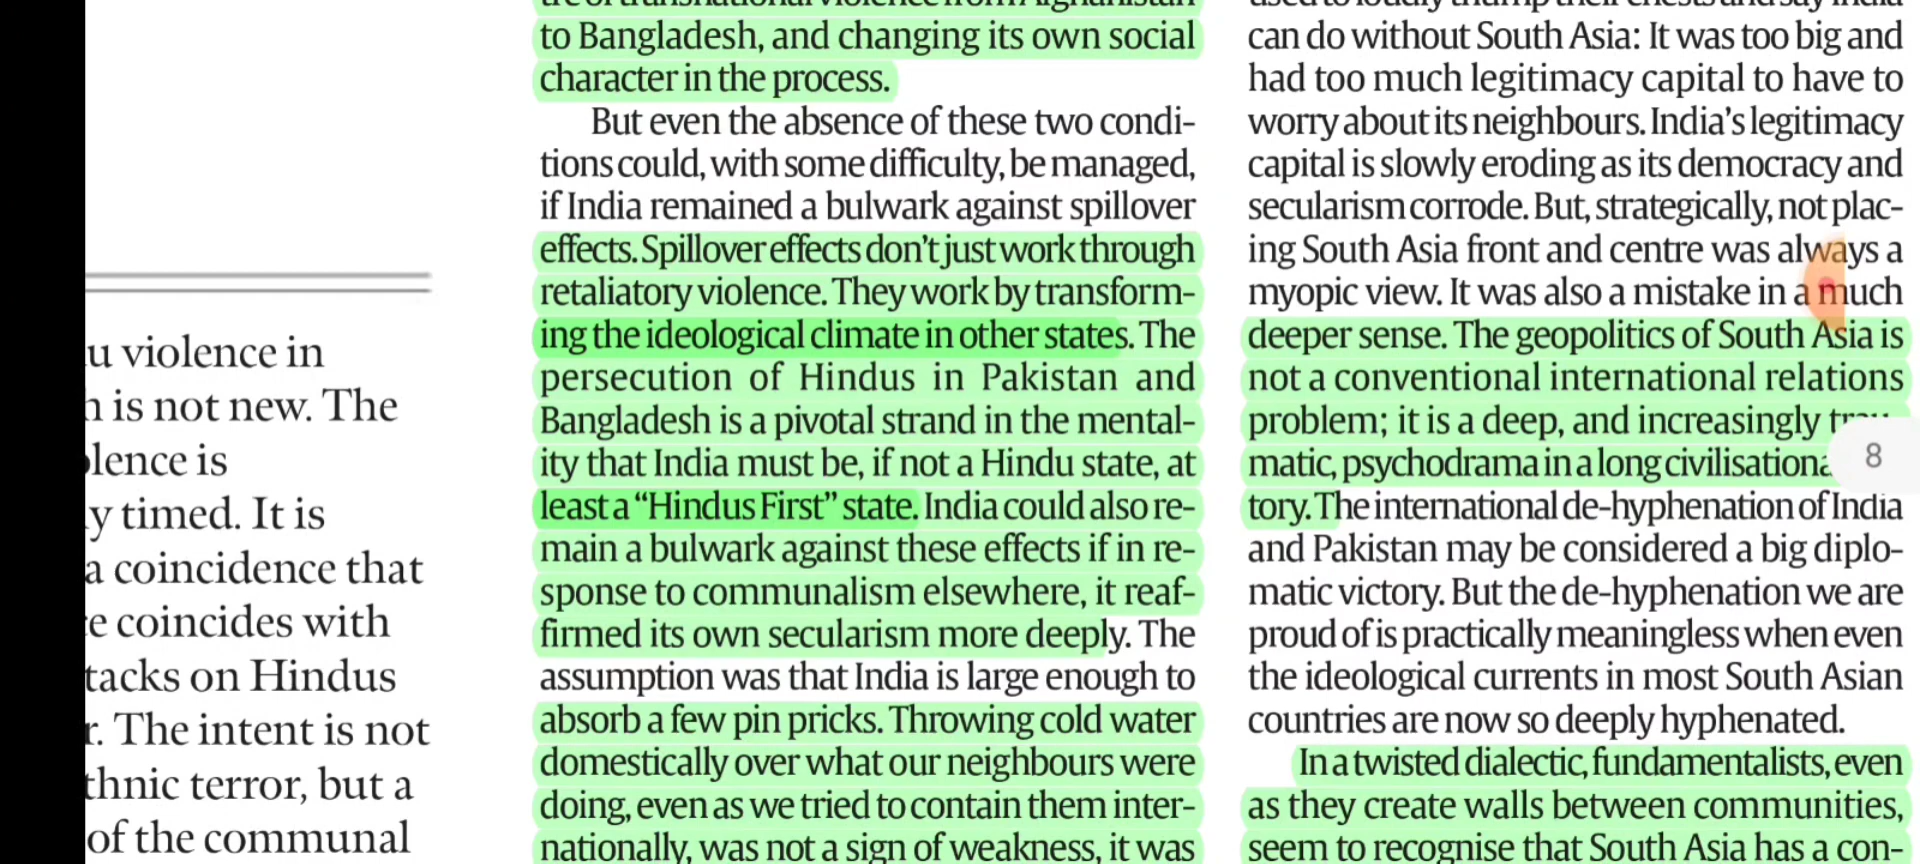 u violence in
is not new. The
lence is
y timed. It is
a coincidence that
e coincides with
tacks on Hindus
r. The intent is not
thnic terror, but a
of the communal
tre of transnational violence from Afghanistan
to Bangladesh, and changing its own social
character in the process.
But even the absence of these two condi-
tions could, with some difficulty, be managed,
if India remained a bulwark against spillover
effects. Spillover effects don't just work through
retaliatory violence. They work by transform-
ing the ideological climate in other states. The
persecution of Hindus in Pakistan and
Bangladesh is a pivotal strand in the mental-
ity that India must be, if not a Hindu state, at
least a “Hindus First” state. India could also re-
main a bulwark against these effects if in re-
sponse to communalism elsewhere, it reaf-
firmed its own secularism more deeply. The
assumption was that India is large enough to
absorb a few pin pricks. Throwing cold water
domestically over what our neighbours were
doing, even as we tried to contain them inter-
nationally, was not a sign of weakness, it was
used to loudly thump their chests and say India
can do without South Asia: It was too big and
had too much legitimacy capital to have to
worry about its neighbours. India's legitimacy
capital is slowly eroding as its democracy and
secularism corrode. But, strategically, not plac-
ing South Asia front and centre was always a
myopic view. It was also a mistake in a much
deeper sense. The geopolitics of South Asia is
not a conventional international relations
problem; it is a deep, and increasingly
matic, psychodrama in a long civilisationa
tory. The international de-hyphenation of India
and Pakistan may be considered a big diplo-
matic victory. But the de-hyphenation we are
proud of is practically meaningless when even
the ideological currents in most South Asian
countries are now so deeply hyphenated.
In a twisted dialectic, fundamentalists, even
as they create walls between communities,
seem to recognise that South Asia has a con-
8